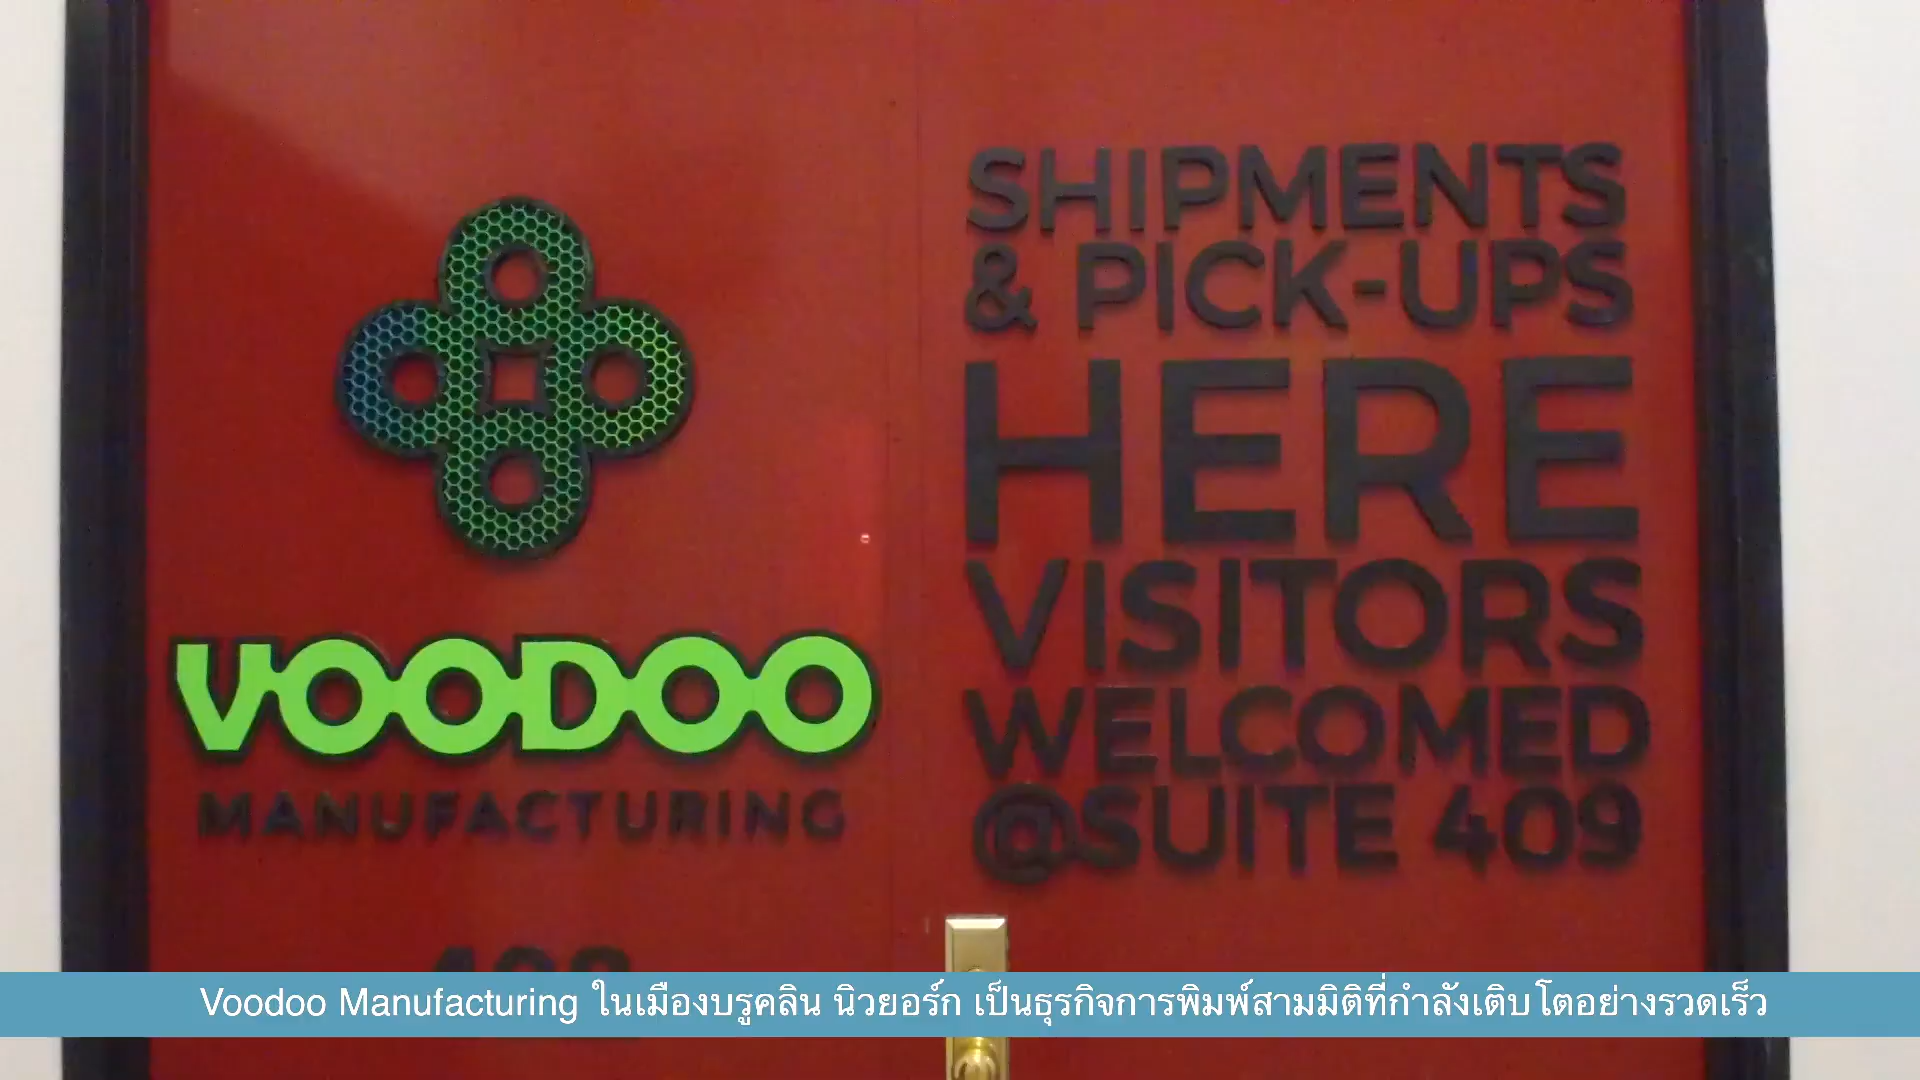 VOODOO
MANUFACTURING
SHIPMENTS
& PICK-UPS
HERE
VISITORS
WELCOMED
@SUITE 409
Voodoo Manufacturing ในเมืองบรูคลิน นิวยอร์ก เป็นธุรกิจการพิมพ์สามมิติที่กำลังเติบโตอย่างรวดเร็ว